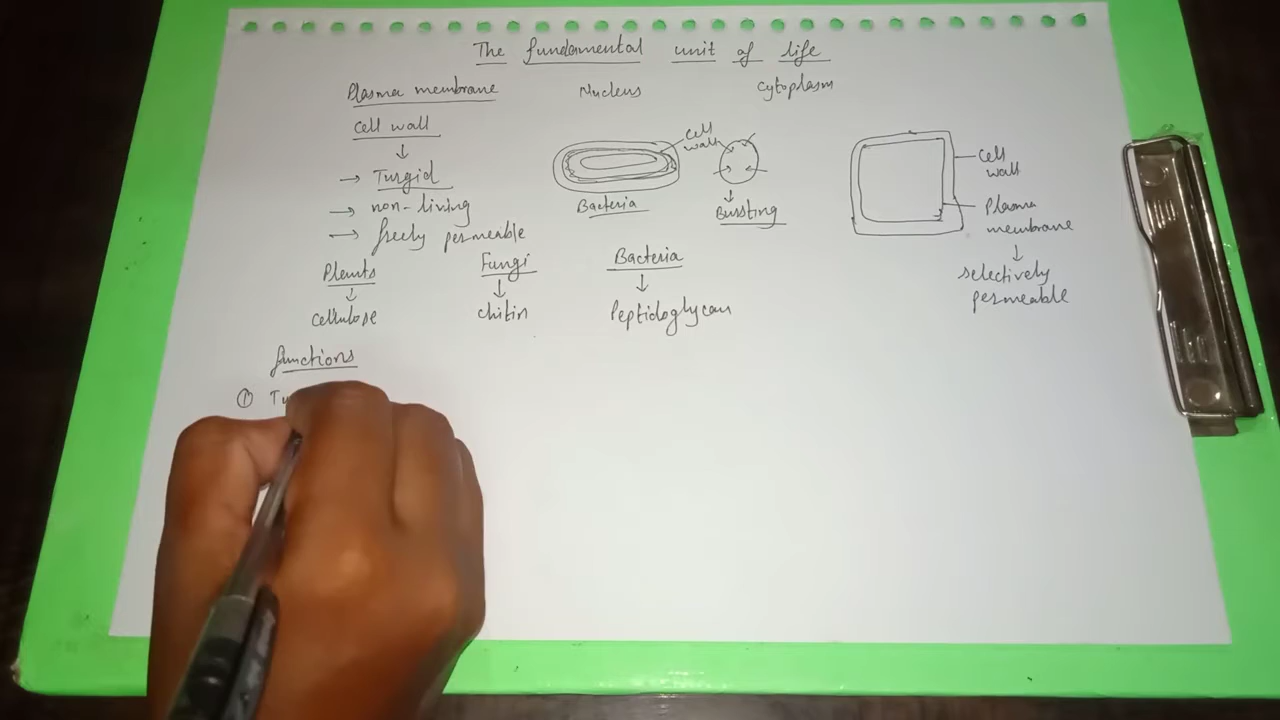 The fundamental unit of life
Plasma membrane Nucleus Cytoplasm
Cell wall
→ Turgid
→ non-living
→ freely permeable
Cell wall
Bacteria
Bursting
Cell wall
Plasma membrane
selectively permeable
Plants Fungi Bacteria
Cellulose Chitin Peptidoglycan
functions
① Tu